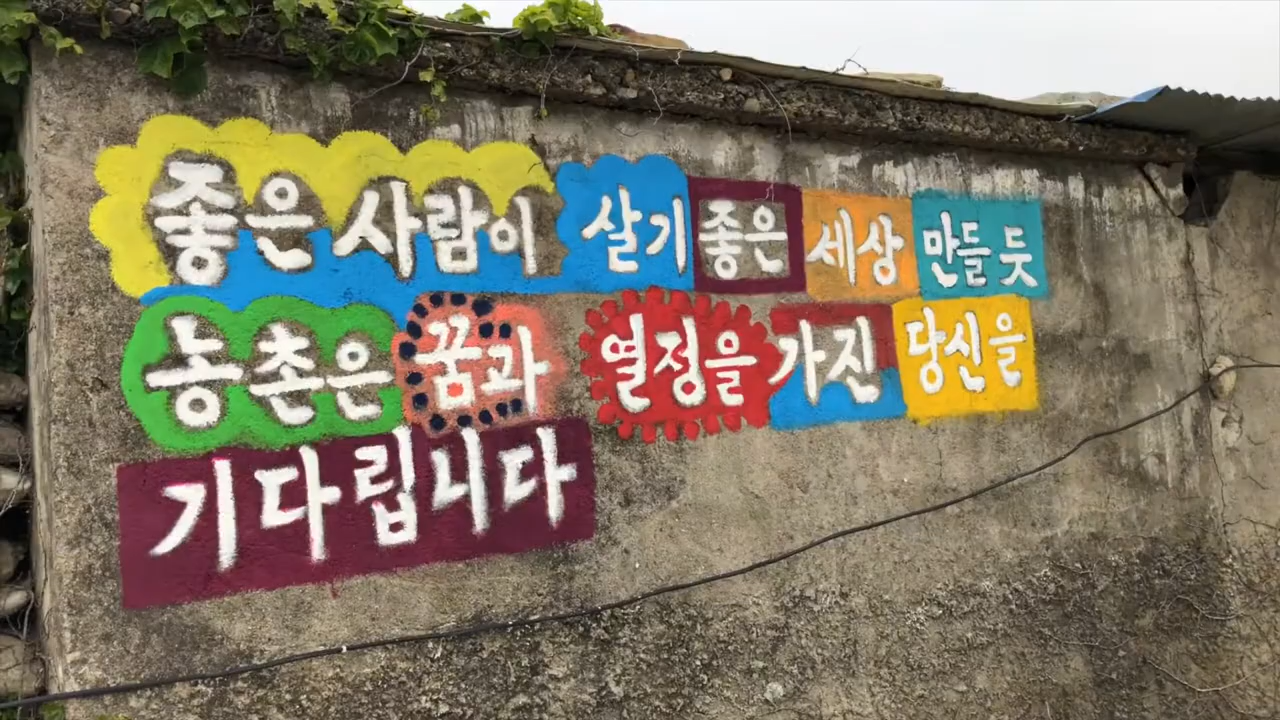 좋은 사람이 살기 좋은 세상 만들 듯
농촌은 꿈과 열정을 가진 당신을
기다립니다